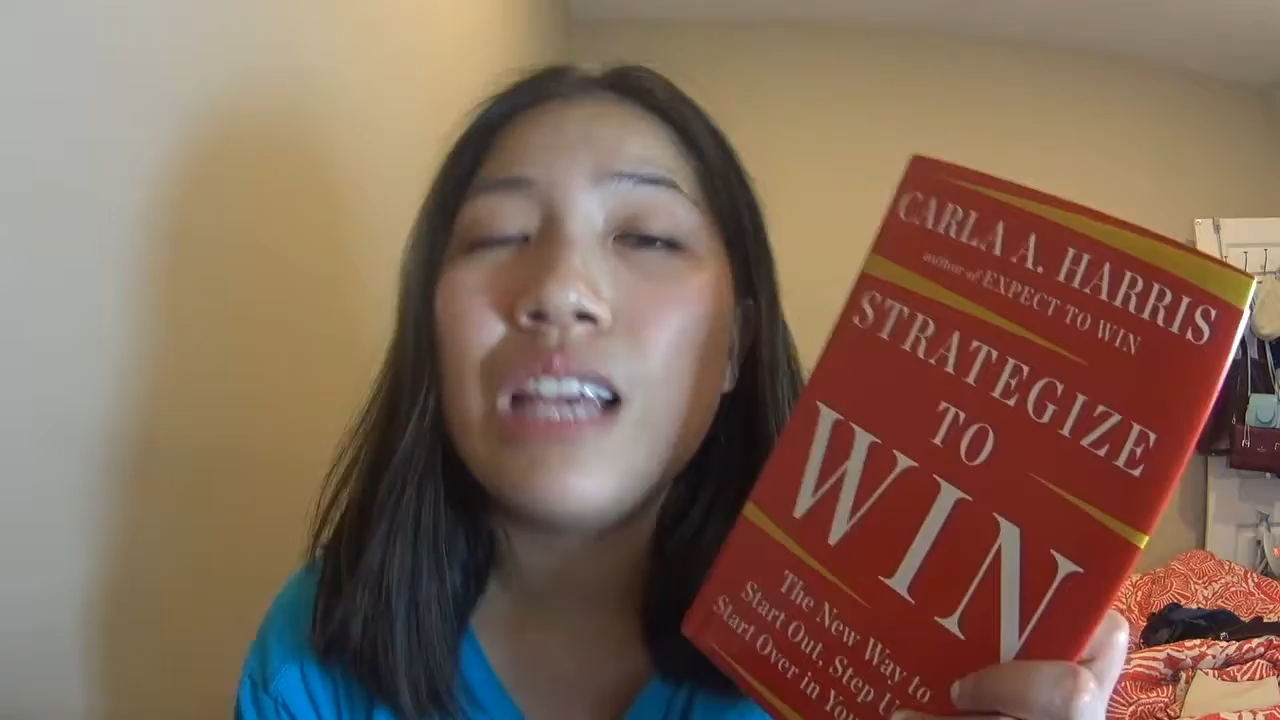 CARLA A. HARRIS
author of EXPECT TO WIN
STRATEGIZE
TO
WIN
The New Way to
Start Out, Step
Start Over in